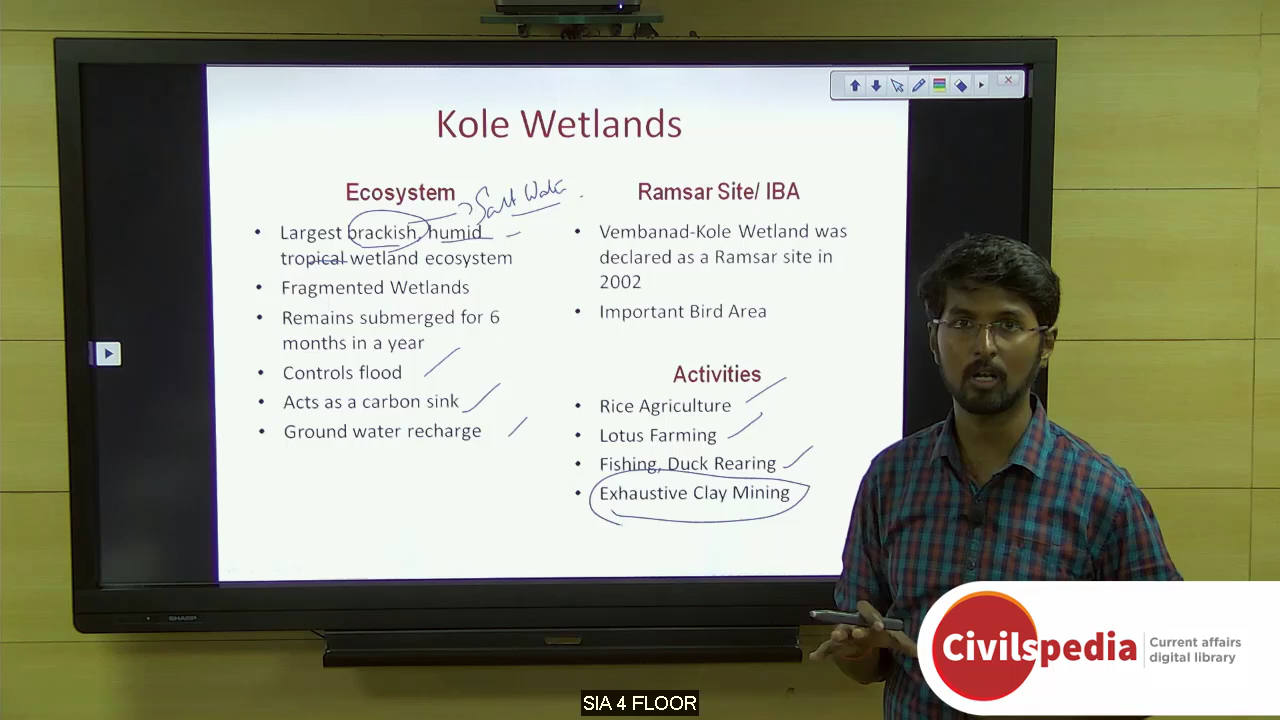 Kole Wetlands
Ecosystem
Salt Water
Largest brackish, humid
tropical wetland ecosystem
Fragmented Wetlands
Remains submerged for 6
months in a year
Controls flood
Acts as a carbon sink
Ground water recharge
Ramsar Site/ IBA
Vembanad-Kole Wetland was
declared as a Ramsar site in
2002
Important Bird Area
Activities
Rice Agriculture
Lotus Farming
Fishing, Duck Rearing
Exhaustive Clay Mining
SHARP
Civilspedia
Current affairs
digital library
SIA 4 FLOOR